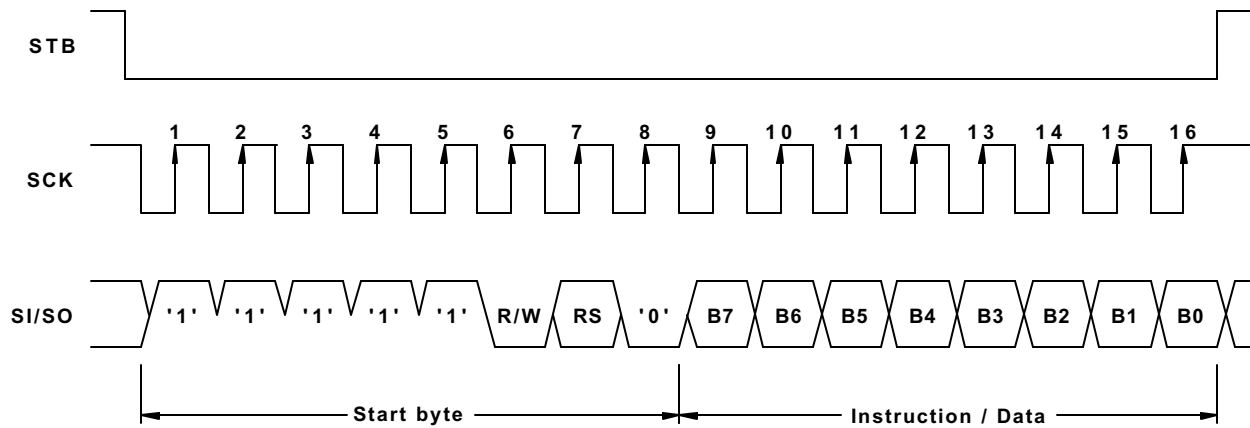 STB
1 2 3 4 5 6 7 8 9 10 11 12 13 14 15 16
SCK
SI/SO '1' '1' '1' '1' '1' R/W RS '0' B7 B6 B5 B4 B3 B2 B1 B0
Start byte Instruction / Data